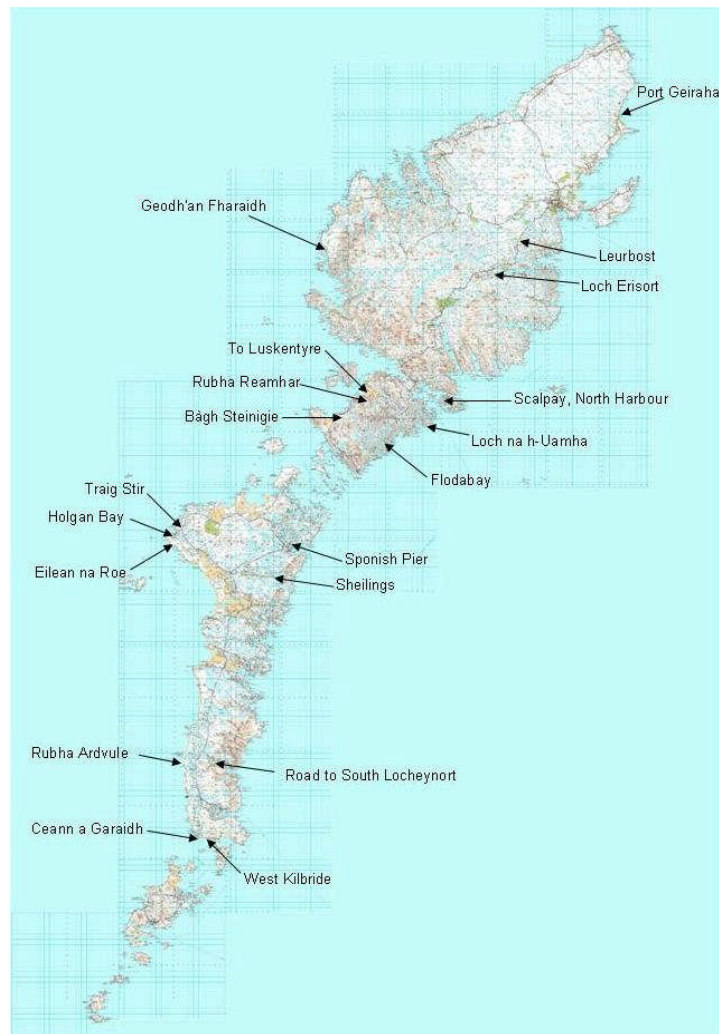 Port Geiraha
Geodh'an Fharaidh
Leurbost
Loch Erisort
To Luskentyre
Rubha Reamhar
Scalpay, North Harbour
Bàgh Steinigie
Loch na h-Uamha
Flodabay
Traig Stir
Holgan Bay
Sponish Pier
Eilean na Roe
Sheilings
Rubha Ardvule
Road to South Locheynort
Ceann a Garaidh
West Kilbride